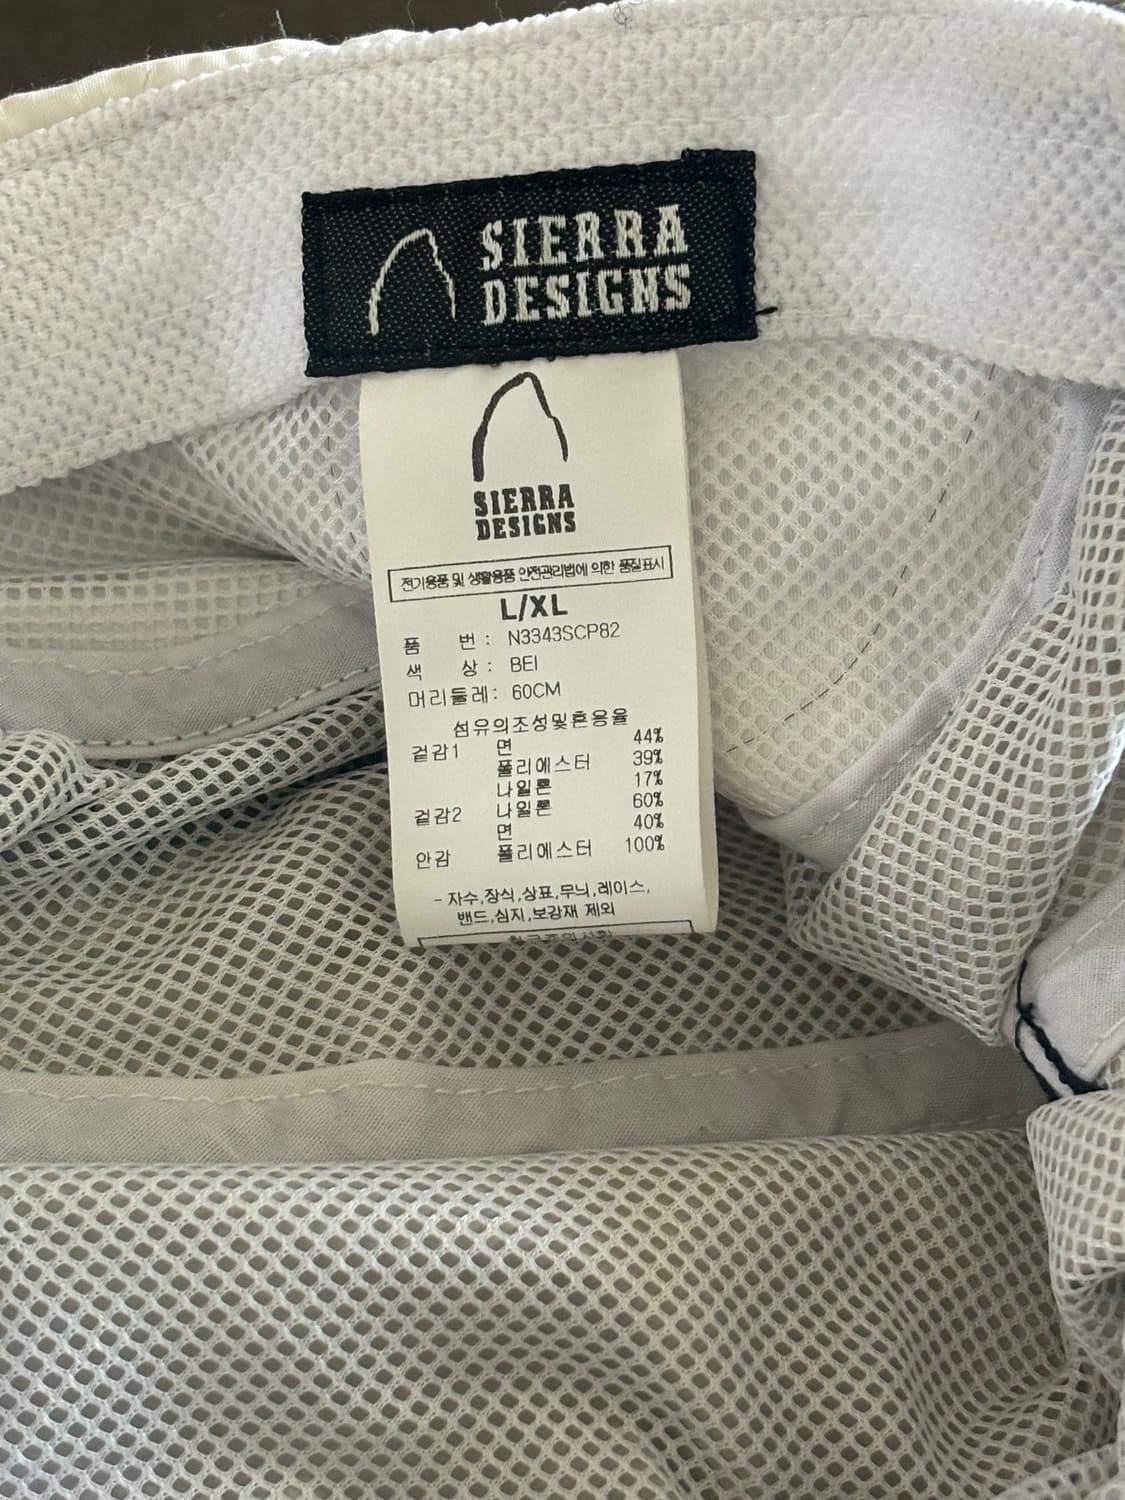 SIERRA
DESIGNS
SIERRA
DESIGNS
전기용품 및 생활용품 안전관리법에 의한 품질표시
L/XL
품 번 : N3343SCP82
색 상 : BEI
머리둘레 : 60CM
섬유의조성및혼용율
겉감1 면 44%
폴리에스터 39%
나일론 17%
겉감2 나일론 60%
면 40%
안감 폴리에스터 100%
- 자수,장식,상표,무늬,레이스,
밴드,심지,보강재 제외